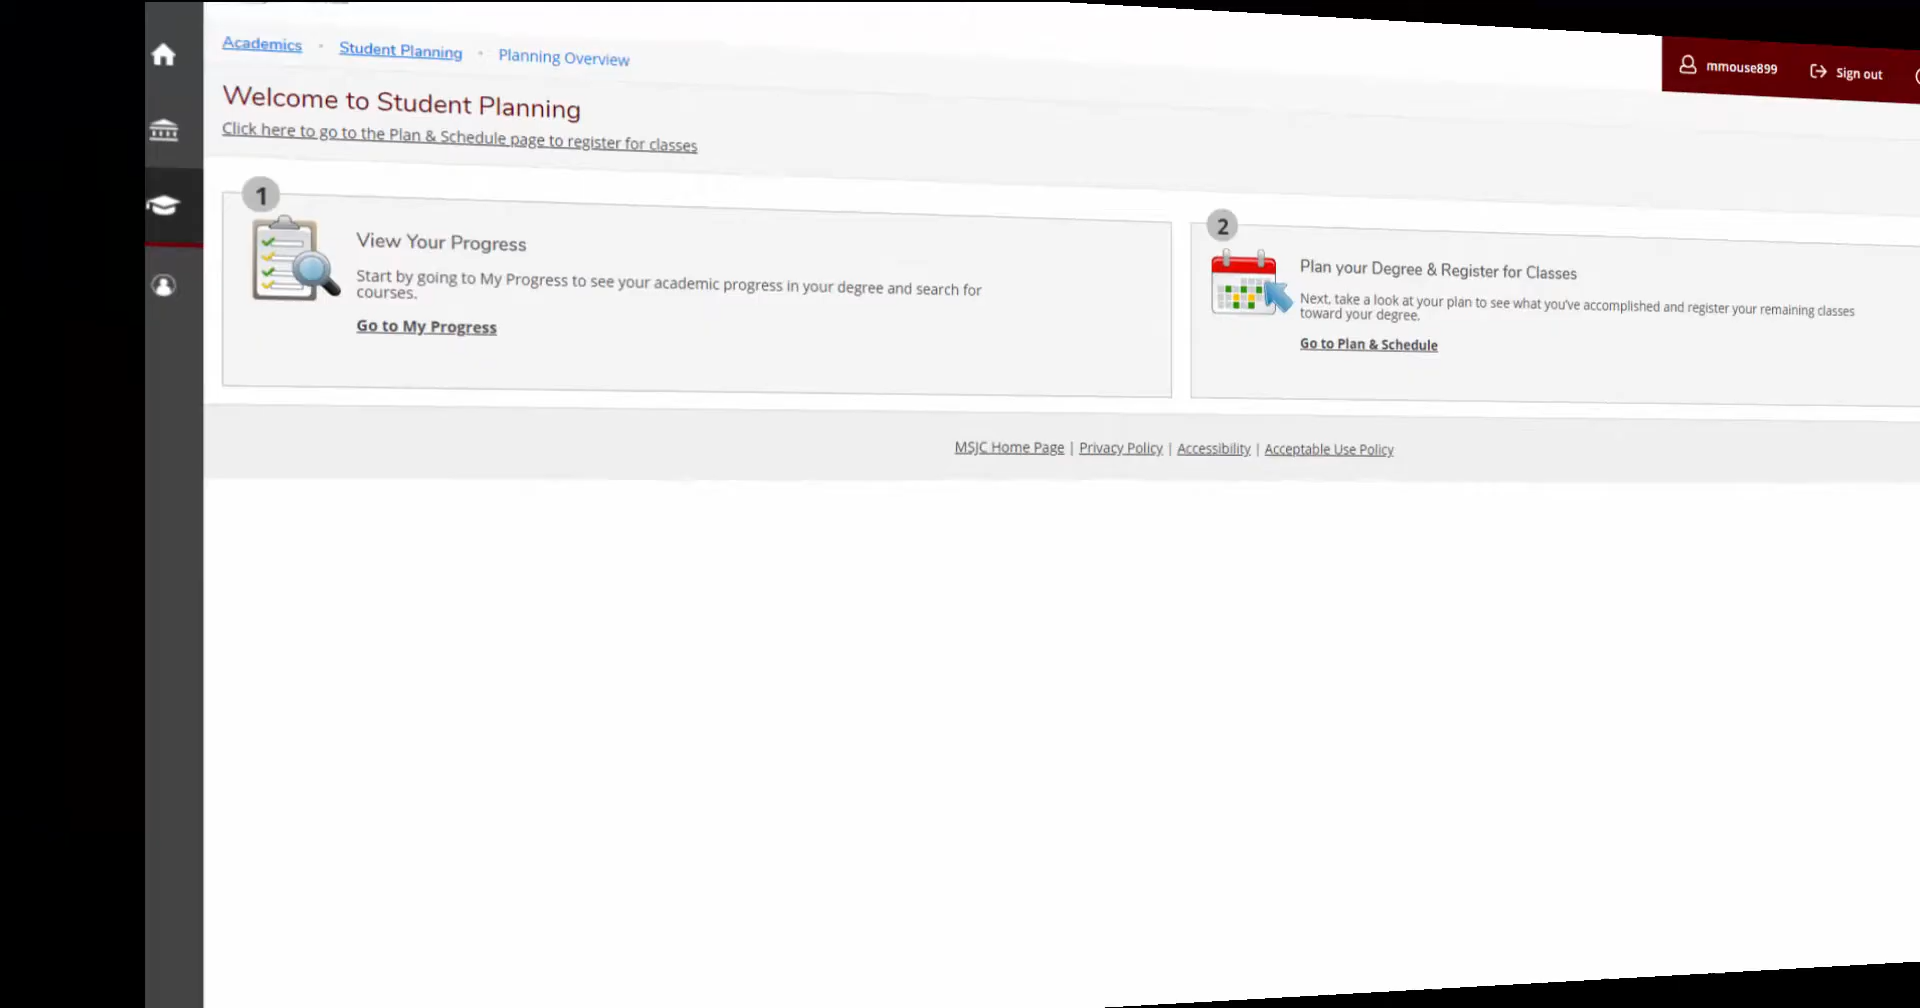 Academics • Student Planning • Planning Overview
mmouse899 Sign out
Welcome to Student Planning
Click here to go to the Plan & Schedule page to register for classes
1
View Your Progress
Start by going to My Progress to see your academic progress in your degree and search for
courses.
Go to My Progress
2
Plan your Degree & Register for Classes
Next, take a look at your plan to see what you've accomplished and register your remaining classes
toward your degree.
Go to Plan & Schedule
MSJC Home Page | Privacy Policy | Accessibility | Acceptable Use Policy